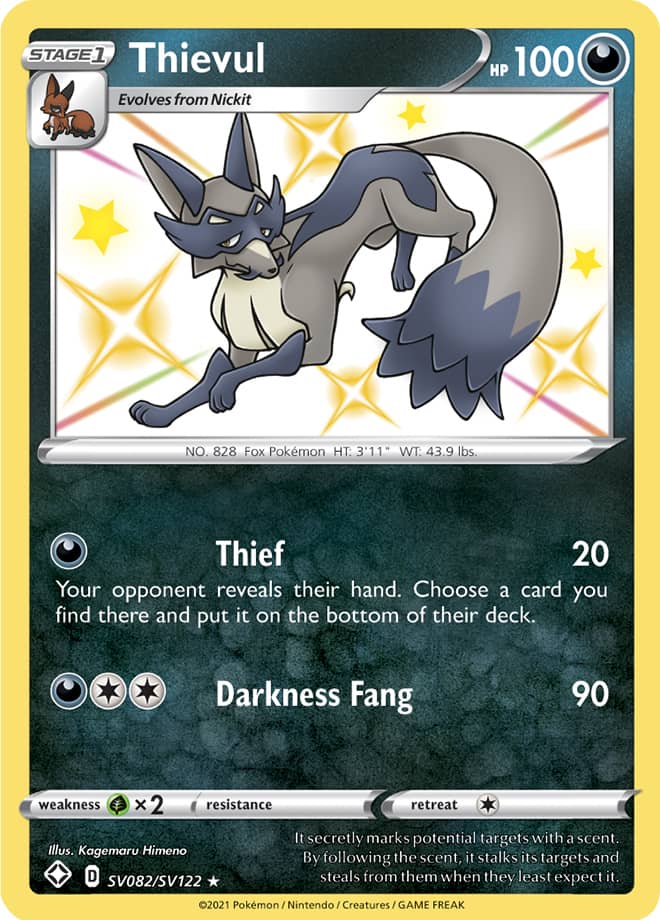 STAGE 1
Thievul
HP 100
Evolves from Nickit
NO. 828 Fox Pokémon HT: 3'11" WT: 43.9 lbs.
Thief 20
Your opponent reveals their hand. Choose a card you
find there and put it on the bottom of their deck.
Darkness Fang 90
weakness ×2 resistance retreat
Illus. Kagemaru Himeno
It secretly marks potential targets with a scent.
By following the scent, it stalks its targets and
steals from them when they least expect it.
D SV082/SV122 ★
©2021 Pokémon / Nintendo / Creatures / GAME FREAK